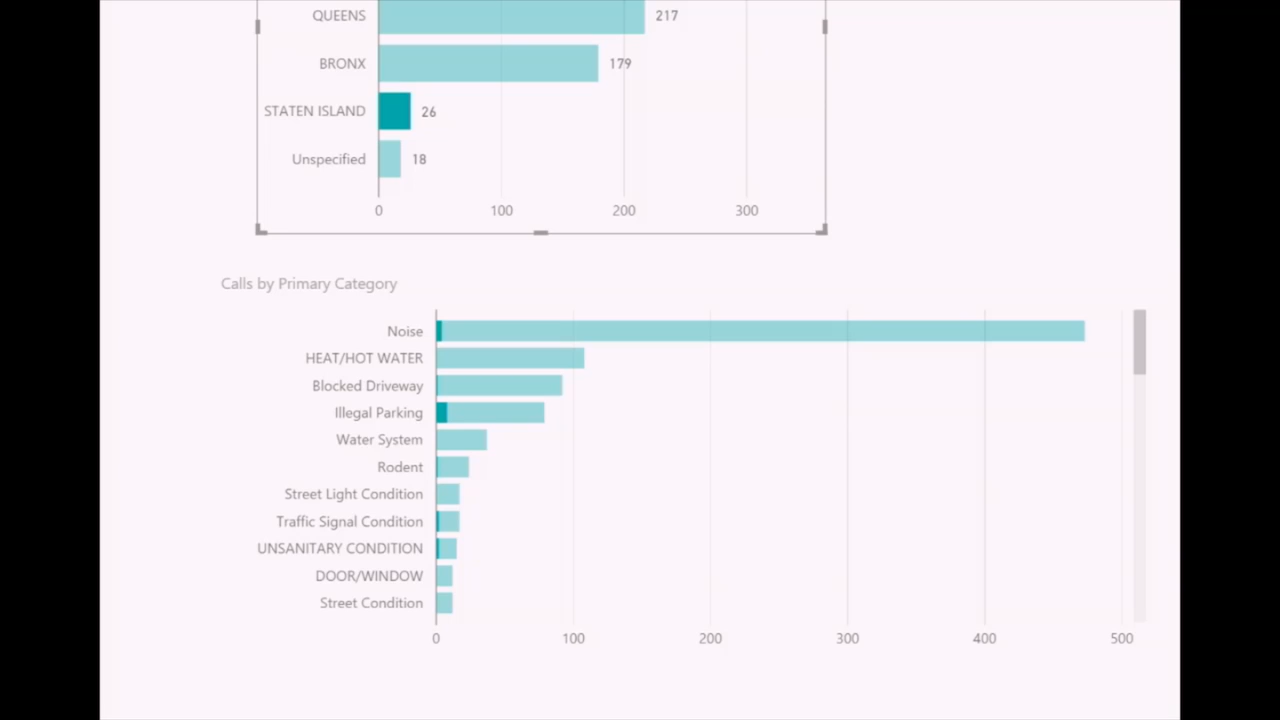 QUEENS 217
BRONX 179
STATEN ISLAND 26
Unspecified 18
0 100 200 300
Calls by Primary Category
Noise
HEAT/HOT WATER
Blocked Driveway
Illegal Parking
Water System
Rodent
Street Light Condition
Traffic Signal Condition
UNSANITARY CONDITION
DOOR/WINDOW
Street Condition
0 100 200 300 400 500